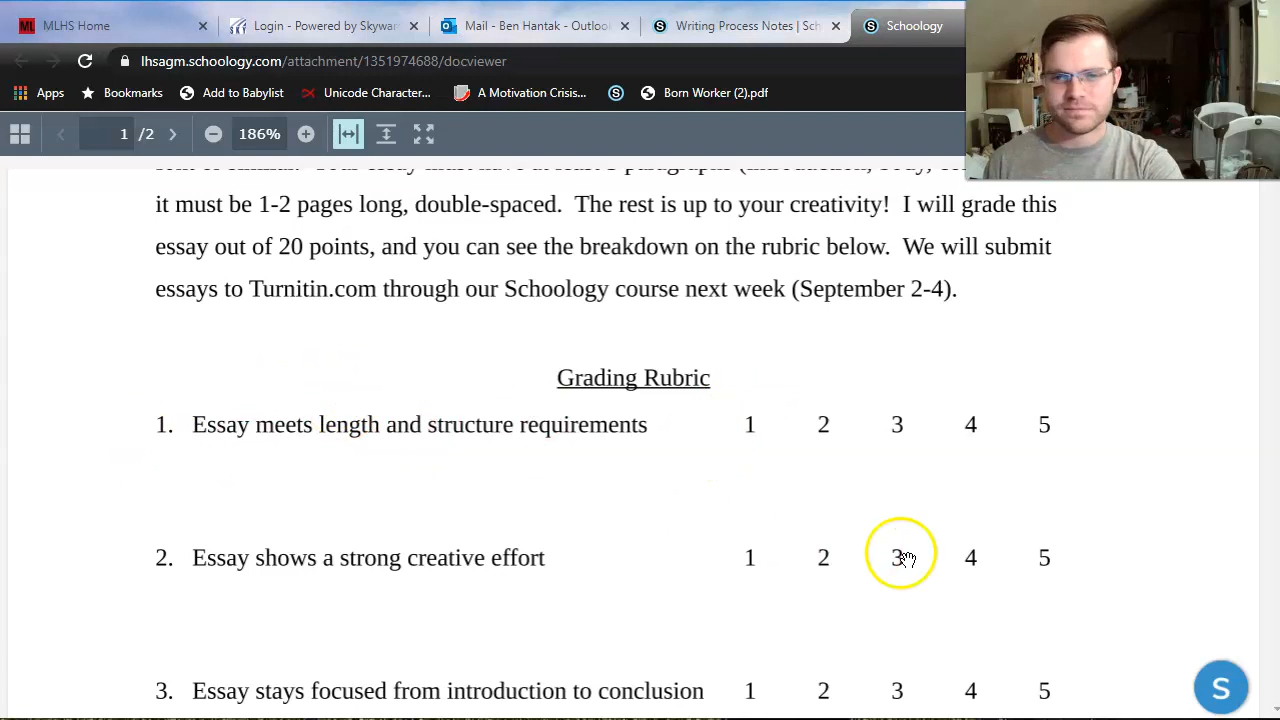 ML MLHS Home × Login - Powered by Skywa × Mail - Ben Hantak - Outloo × Writing Process Notes | Sch × Schoology
lhsagm.schoology.com/attachment/1351974688/docviewer
Apps Bookmarks Add to Babylist Unicode Character... A Motivation Crisis... Born Worker (2).pdf
1 /2 186%
it must be 1-2 pages long, double-spaced. The rest is up to your creativity! I will grade this
essay out of 20 points, and you can see the breakdown on the rubric below. We will submit
essays to Turnitin.com through our Schoology course next week (September 2-4).
Grading Rubric
1. Essay meets length and structure requirements 1 2 3 4 5
2. Essay shows a strong creative effort 1 2 3 4 5
3. Essay stays focused from introduction to conclusion 1 2 3 4 5
S